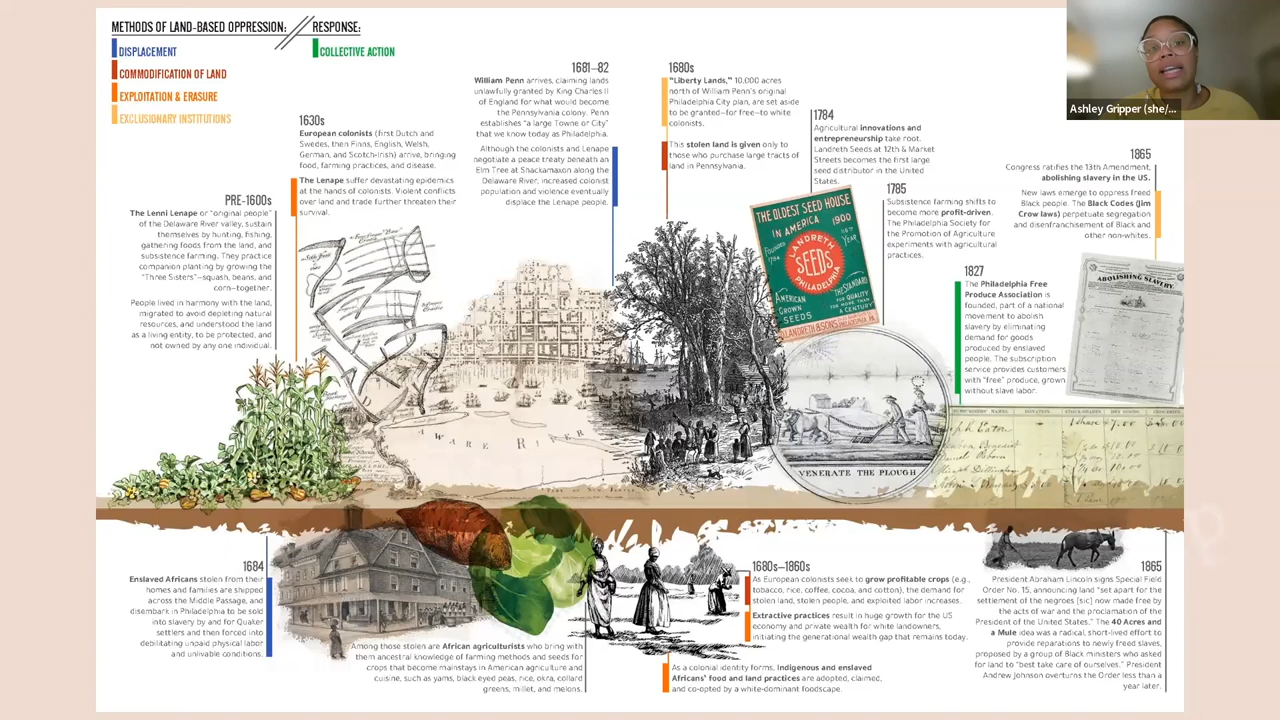 METHODS OF LAND-BASED OPPRESSION:
DISPLACEMENT
COMMODIFICATION OF LAND
EXPLOITATION & ERASURE
EXCLUSIONARY INSTITUTIONS
RESPONSE:
COLLECTIVE ACTION
Ashley Gripper (she/...
PRE-1600s
The Lenni Lenape or "original people"
of the Delaware River valley, sustain
themselves by hunting, fishing,
gathering foods from the land, and
subsistence farming. They practice
companion planting by growing the
"Three Sisters"—squash, beans, and
corn—together.
People lived in harmony with the land,
migrated to avoid depleting natural
resources, and understood the land
as a living entity, to be protected, and
not owned by any one individual.
1630s
European colonists (first Dutch and
Swedes, then Finns, English, Welsh,
German, and Scotch-Irish) arrive, bringing
food, farming practices, and disease.
The Lenape suffer devastating epidemics
at the hands of colonists. Violent conflicts
over land and trade further threaten their
survival.
1681–82
William Penn arrives, claiming lands
unlawfully granted by King Charles II
of England for what would become
the Pennsylvania colony. Penn
establishes "a large Towne or City"
that we know today as Philadelphia.
Although the colonists and Lenape
negotiate a peace treaty beneath an
Elm Tree at Shackamaxon along the
Delaware River, increased colonist
population and violence eventually
displace the Lenape people.
1680s
"Liberty Lands," 10,000 acres
north of William Penn's original
Philadelphia City plan, are set aside
to be granted—for free—to white
colonists.
This stolen land is given only to
those who purchase large tracts of
land in Pennsylvania.
1784
Agricultural innovations and
entrepreneurship take root.
Landreth Seeds at 12th & Market
Streets becomes the first large
seed distributor in the United
States.
THE OLDEST SEED HOUSE
IN AMERICA 1900
FOUNDED
1784
116TH
YEAR
LANDRETH
SEEDS
PHILADELPHIA
AMERICAN
GROWN
SEEDS
THE STANDARD
FOR QUALITY
FOR MORE THAN
A CENTURY
1785
Subsistence farming shifts to
become more profit-driven.
The Philadelphia Society for
the Promotion of Agriculture
experiments with agricultural
practices.
VENERATE THE PLOUGH
1827
The Philadelphia Free
Produce Association is
founded, part of a national
movement to abolish
slavery by eliminating
demand for goods
produced by enslaved
people. The subscription
service provides customers
with "free" produce, grown
without slave labor.
1865
Congress ratifies the 13th Amendment,
abolishing slavery in the US.
New laws emerge to oppress freed
Black people. The Black Codes (Jim
Crow laws) perpetuate segregation
and disenfranchisement of Black and
other non-whites.
ABOLISHING SLAVERY.
WARE RIVER
1684
Enslaved Africans stolen from their
homes and families are shipped
across the Middle Passage, and
disembark in Philadelphia to be sold
into slavery by and for Quaker
settlers and then forced into
debilitating unpaid physical labor
and unlivable conditions.
Among those stolen are African agriculturists who bring with
them ancestral knowledge of farming methods and seeds for
crops that become mainstays in American agriculture and
cuisine, such as yams, black eyed peas, rice, okra, collard
greens, millet, and melons.
1680s–1860s
As European colonists seek to grow profitable crops (e.g.,
tobacco, rice, coffee, cocoa, and cotton), the demand for
stolen land, stolen people, and exploited labor increases.
Extractive practices result in huge growth for the US
economy and private wealth for white landowners,
initiating the generational wealth gap that remains today.
As a colonial identity forms, Indigenous and enslaved
Africans' food and land practices are adopted, claimed,
and co-opted by a white-dominant foodscape.
1865
President Abraham Lincoln signs Special Field
Order No. 15, announcing land "set apart for the
settlement of the negroes [sic] now made free by
the acts of war and the proclamation of the
President of the United States." The 40 Acres and
a Mule idea was a radical, short-lived effort to
provide reparations to newly freed slaves,
proposed by a group of Black ministers who asked
for land to "best take care of ourselves." President
Andrew Johnson overturns the Order less than a
year later.